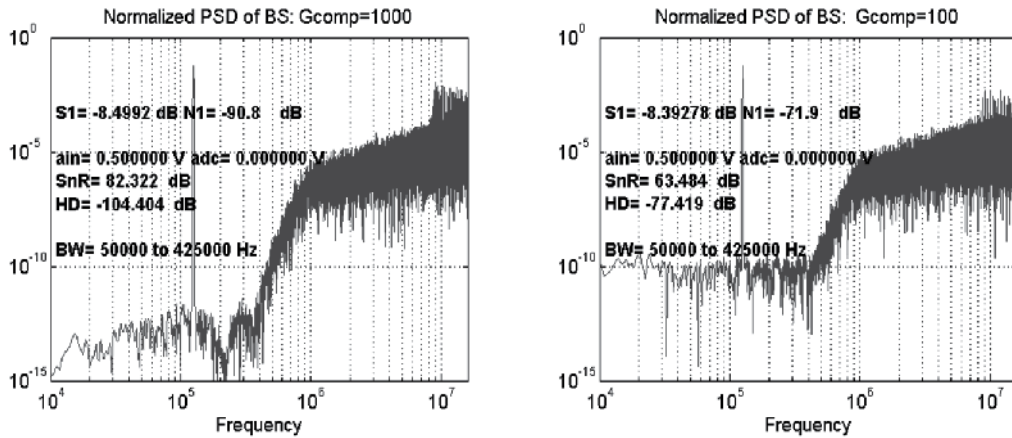 Normalized PSD of BS: Gcomp=1000
10^0
10^-5
10^-10
10^-15
S1= -8.4992 dB N1= -90.8 dB
ain= 0.500000 V adc= 0.000000 V
SnR= 82.322 dB
HD= -104.404 dB
BW= 50000 to 425000 Hz
10^4 10^5 10^6 10^7
Frequency
Normalized PSD of BS: Gcomp=100
10^0
10^-5
10^-10
10^-15
S1= -8.39278 dB N1= -71.9 dB
ain= 0.500000 V adc= 0.000000 V
SnR= 63.484 dB
HD= -77.419 dB
BW= 50000 to 425000 Hz
10^4 10^5 10^6 10^7
Frequency